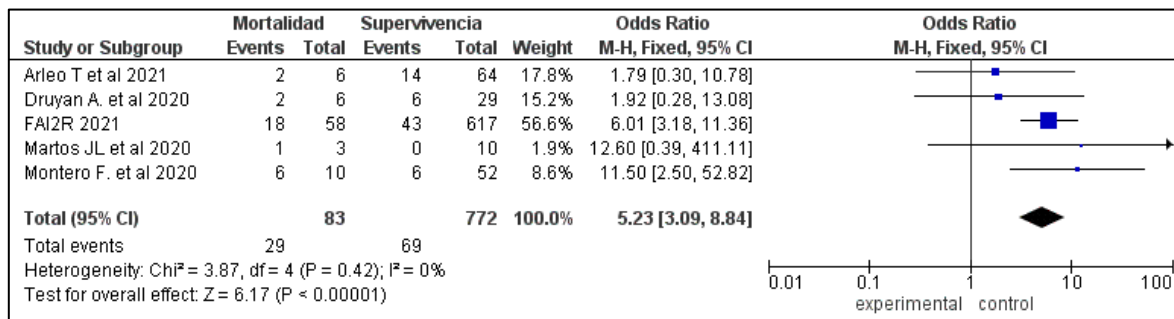 Mortalidad Supervivencia Odds Ratio Odds Ratio
Study or Subgroup Events Total Events Total Weight M-H, Fixed, 95% CI M-H, Fixed, 95% CI
Arleo T et al 2021 2 6 14 64 17.8% 1.79 [0.30, 10.78]
Druyan A. et al 2020 2 6 6 29 15.2% 1.92 [0.28, 13.08]
FAI2R 2021 18 58 43 617 56.6% 6.01 [3.18, 11.36]
Martos JL et al 2020 1 3 0 10 1.9% 12.60 [0.39, 411.11]
Montero F. et al 2020 6 10 6 52 8.6% 11.50 [2.50, 52.82]
Total (95% CI) 83 772 100.0% 5.23 [3.09, 8.84]
Total events 29 69
Heterogeneity: Chi² = 3.87, df = 4 (P = 0.42); I² = 0%
Test for overall effect: Z = 6.17 (P < 0.00001)
0.01 0.1 1 10 100
experimental control